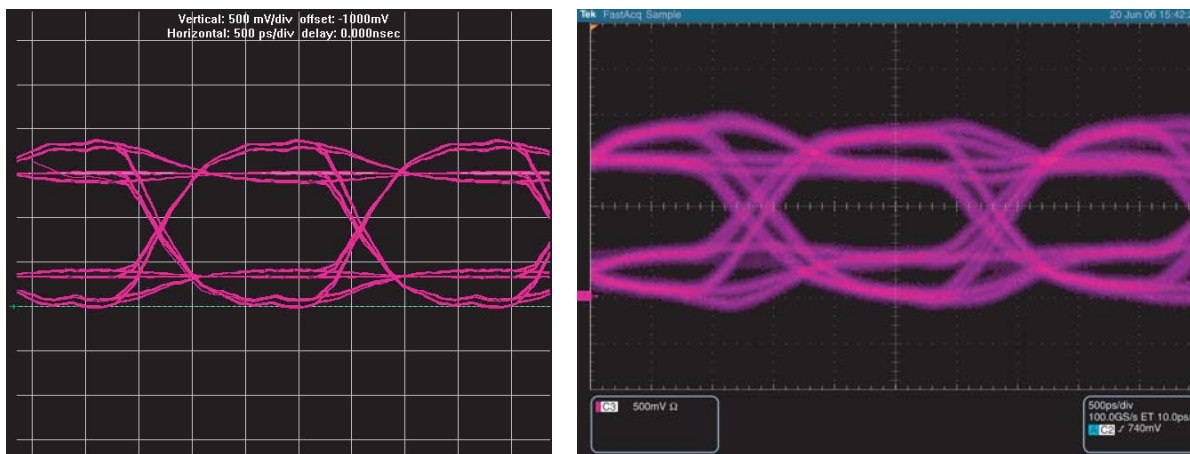 Vertical: 500 mV/div offset: -1000mV
Horizontal: 500 ps/div delay: 0.000nsec
Tek FastAcq Sample
20 Jun 06 15:42:
C3 500mV Ω
500ps/div
100.0GS/s ET 10.0ps/
A C2 ∫ 740mV